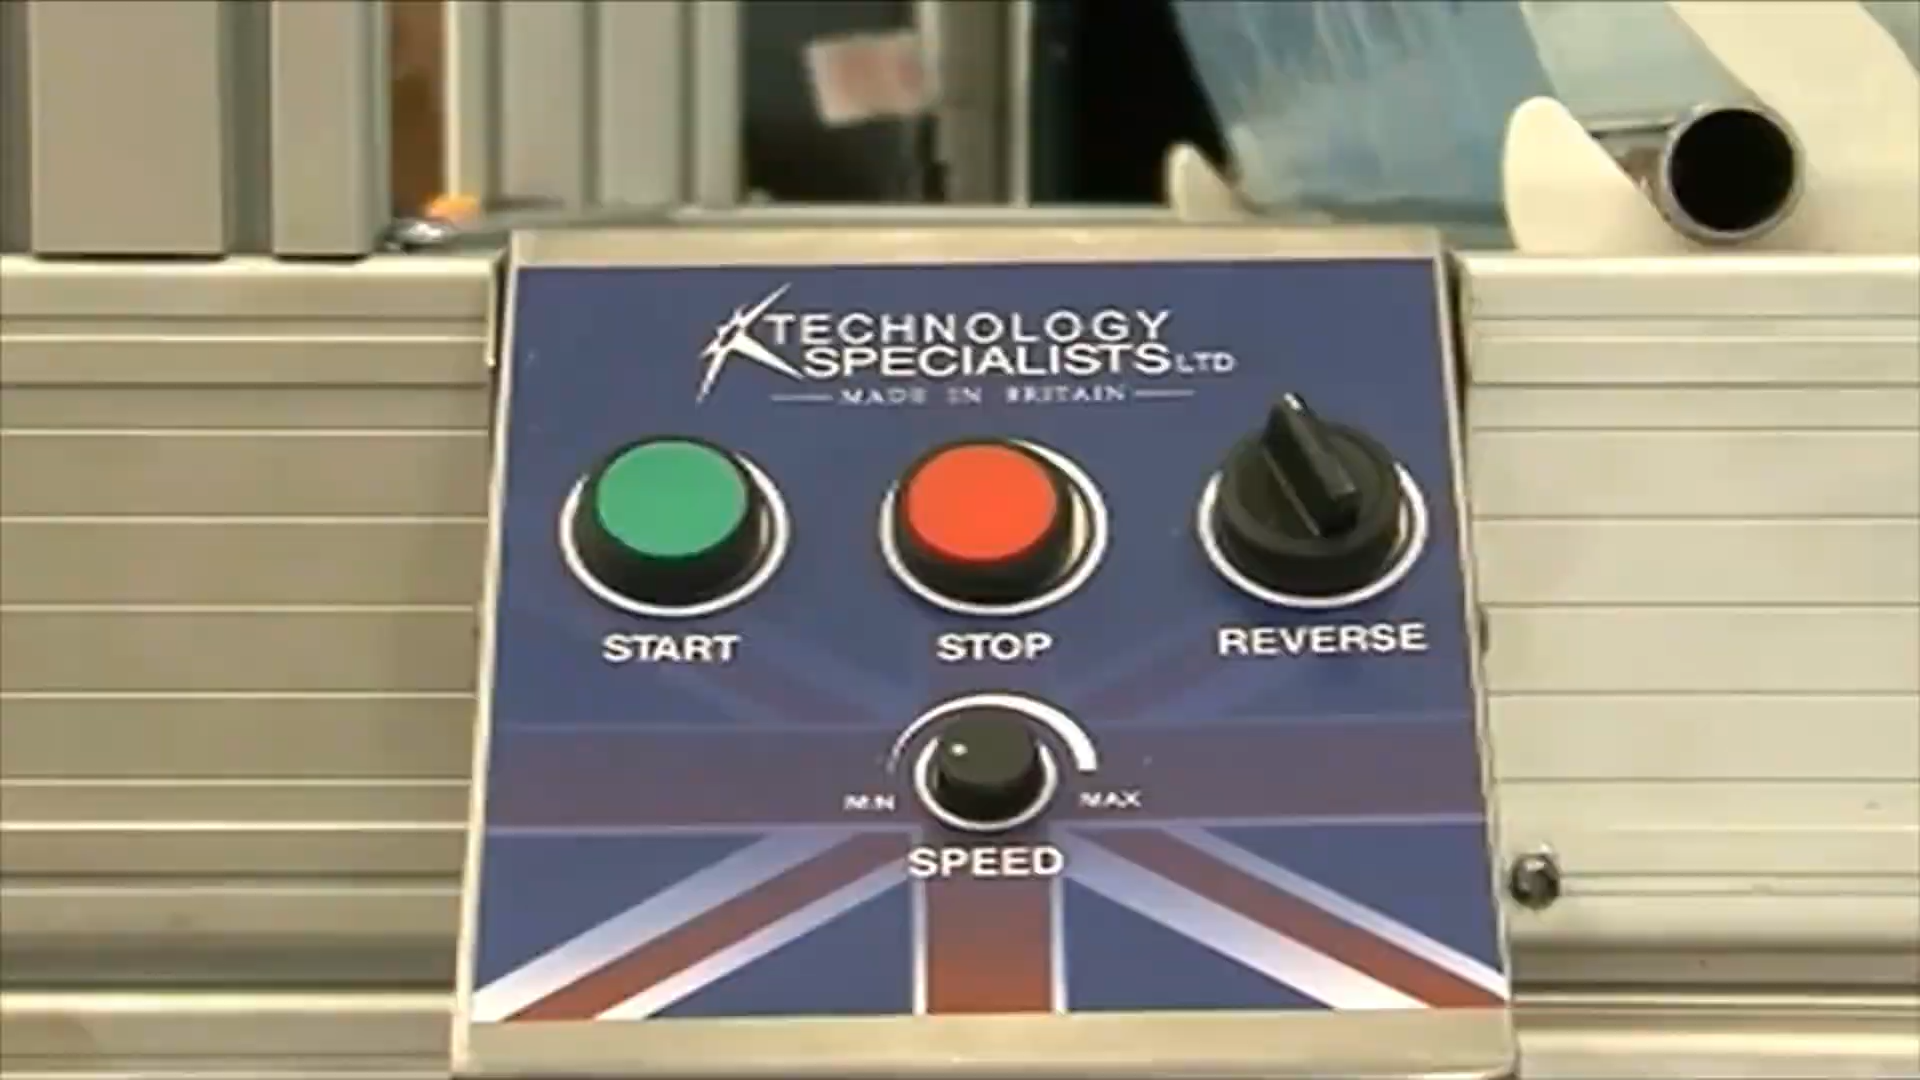 TECHNOLOGY
SPECIALISTS LTD
MADE IN BRITAIN
START
STOP
REVERSE
MIN
MAX
SPEED